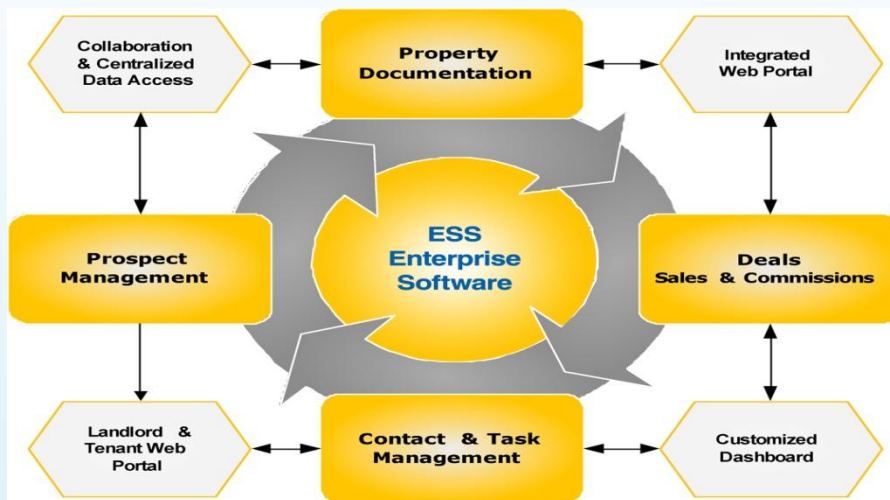 Collaboration
& Centralized
Data Access
Property
Documentation
Integrated
Web Portal
Prospect
Management
ESS
Enterprise
Software
Deals
Sales & Commissions
Landlord &
Tenant Web
Portal
Contact & Task
Management
Customized
Dashboard